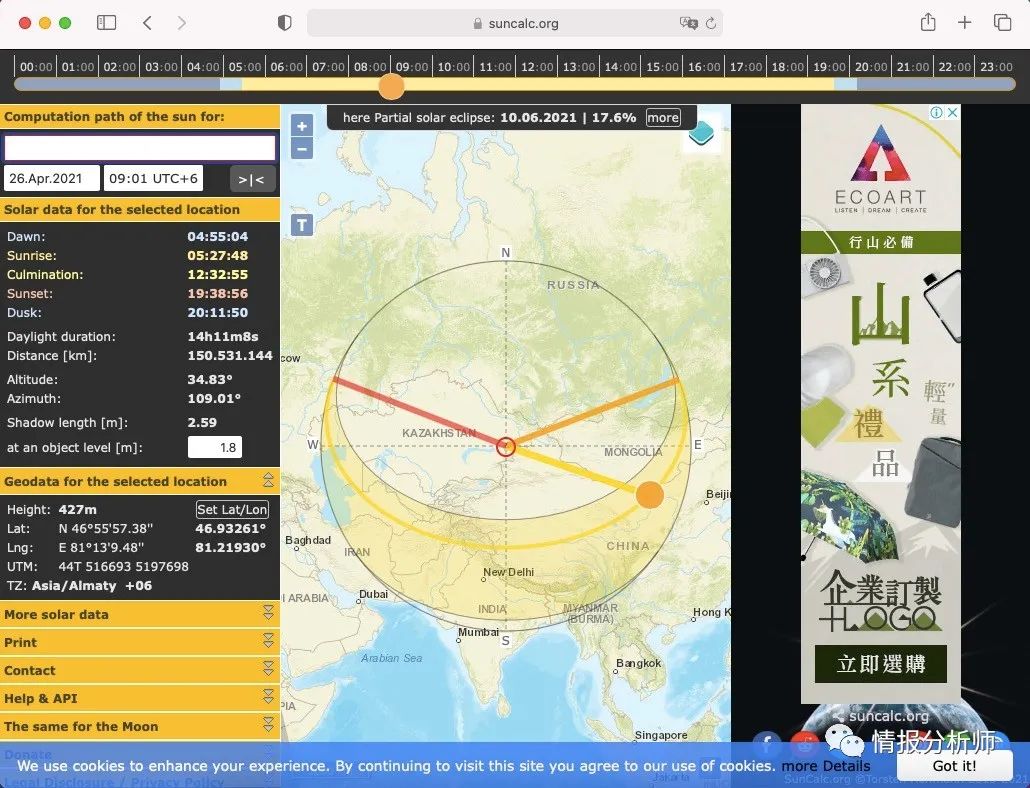 suncalc.org
00:00 01:00 02:00 03:00 04:00 05:00 06:00 07:00 08:00 09:00 10:00 11:00 12:00 13:00 14:00 15:00 16:00 17:00 18:00 19:00 20:00 21:00 22:00 23:00
Computation path of the sun for:
26.Apr.2021 09:01 UTC+6 >|<
Solar data for the selected location
Dawn: 04:55:04
Sunrise: 05:27:48
Culmination: 12:32:55
Sunset: 19:38:56
Dusk: 20:11:50
Daylight duration: 14h11m8s
Distance [km]: 150.531.144
Altitude: 34.83°
Azimuth: 109.01°
Shadow length [m]: 2.59
at an object level [m]: 1.8
Geodata for the selected location
Height: 427m Set Lat/Lon
Lat: N 46°55'57.38'' 46.93261°
Lng: E 81°13'9.48'' 81.21930°
UTM: 44T 516693 5197698
TZ: Asia/Almaty +06
More solar data
Print
Contact
Help & API
The same for the Moon
Donate
Legal Disclosure / Privacy Policy
here Partial solar eclipse: 10.06.2021 | 17.6% more
+
−
T
N
RUSSIA
cow
W
KAZAKHSTAN
MONGOLIA
E
Beijin
Baghdad
IRAN
CHINA
New Delhi
Dubai
I ARABIA
INDIA
MYANMAR
(BURMA)
Hong K
Mumbai
S
Arabian Sea
Bangkok
PIA
Singapore
Jakarta
ECOART
LISTEN | DREAM | CREATE
行山必備
山
系
禮
品
輕"
量
企業訂製
+LOGO
立即選購
suncalc.org
情报分析师
We use cookies to enhance your experience. By continuing to visit this site you agree to our use of cookies. more Details
Got it!